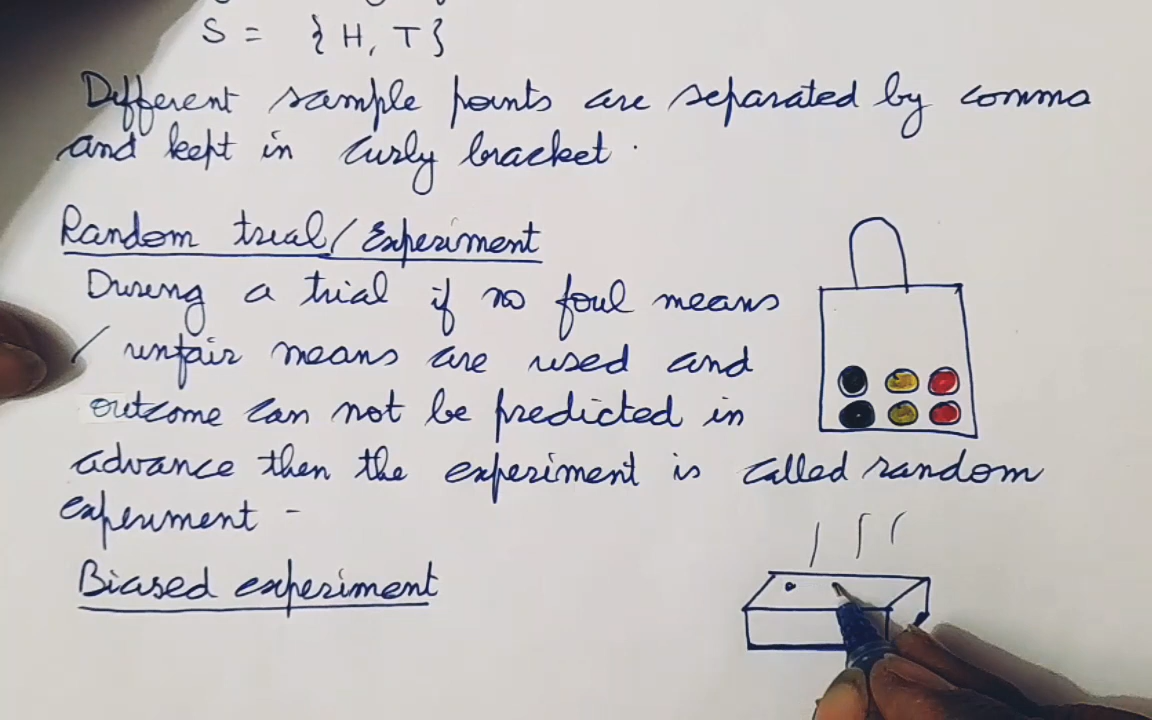 S = { H, T }
Different sample points are separated by comma
and kept in curly bracket.
Random trial/Experiment
During a trial if no foul means
/ unfair means are used and
outcome can not be predicted in
advance then the experiment is called random
experiment -
Biased experiment